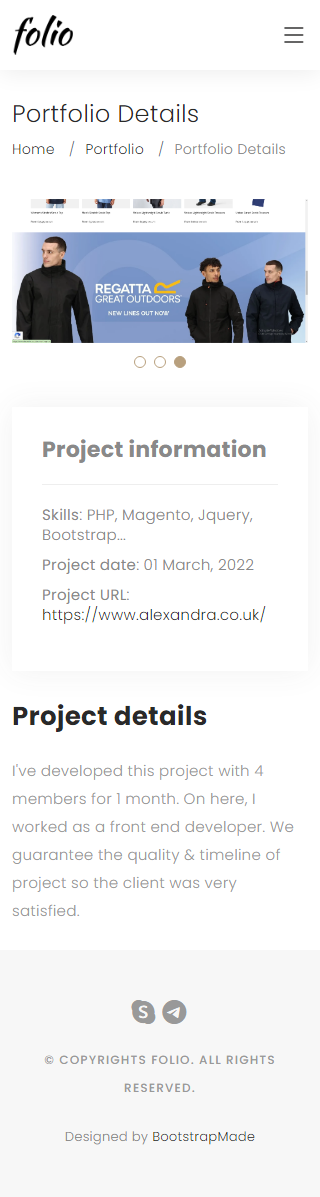 folio
Portfolio Details
Home / Portfolio / Portfolio Details
REGATTA
GREAT OUTDOORS
NEW LINES OUT NOW
Project information
Skills: PHP, Magento, Jquery,
Bootstrap...
Project date: 01 March, 2022
Project URL:
https://www.alexandra.co.uk/
Project details
I've developed this project with 4
members for 1 month. On here, I
worked as a front end developer. We
guarantee the quality & timeline of
project so the client was very
satisfied.
© COPYRIGHTS FOLIO. ALL RIGHTS
RESERVED.
Designed by BootstrapMade